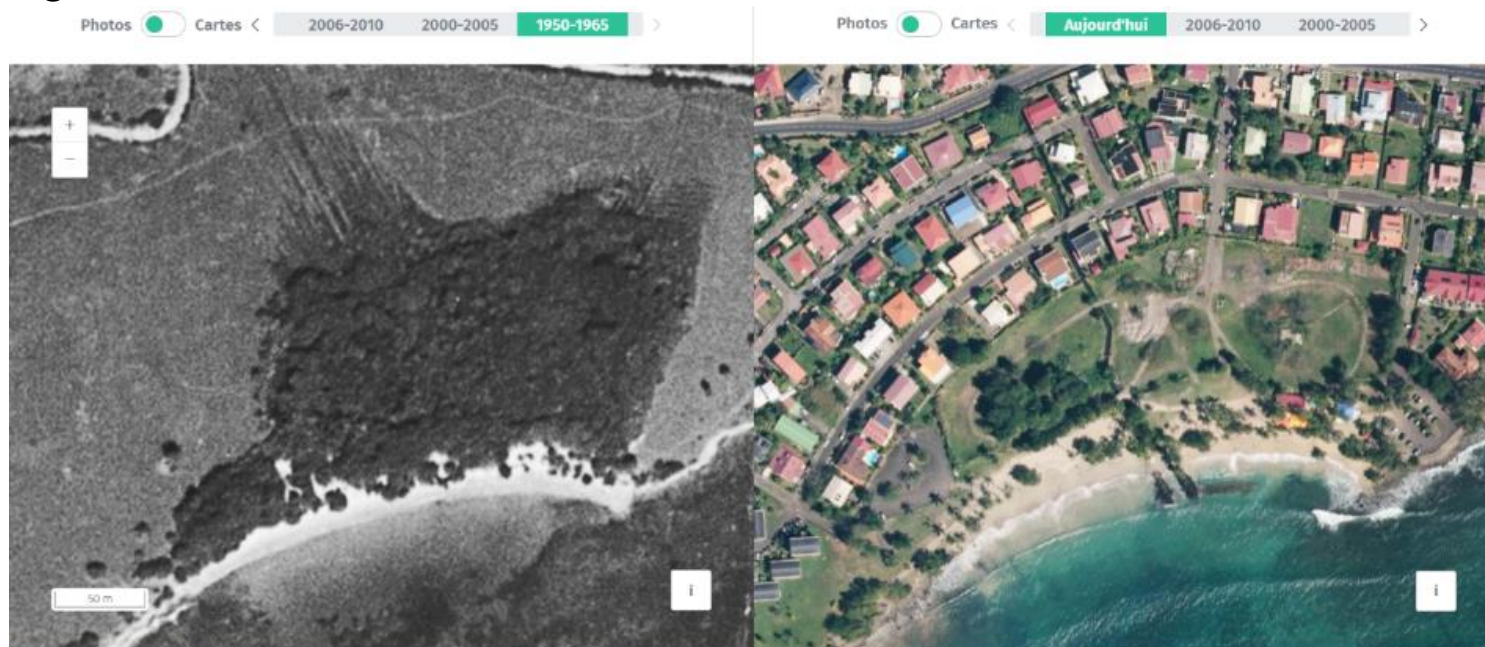 Photos Cartes < 2006-2010 2000-2005 1950-1965 >
Photos Cartes < Aujourd'hui 2006-2010 2000-2005 >
+
−
50 m
i
i